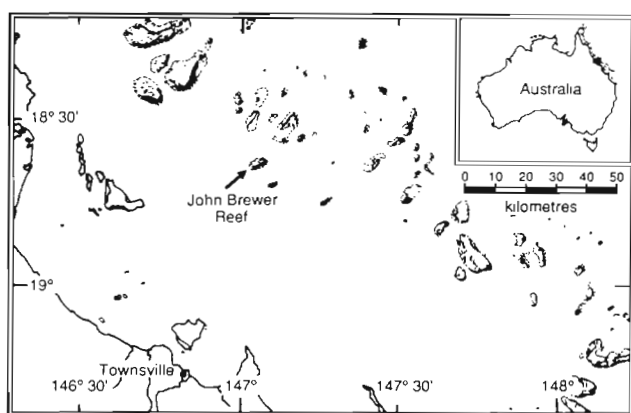 18° 30'
Australia
John Brewer
Reef
0 10 20 30 40 50
kilometres
19°
Townsville
146° 30'
147°
147° 30'
148°